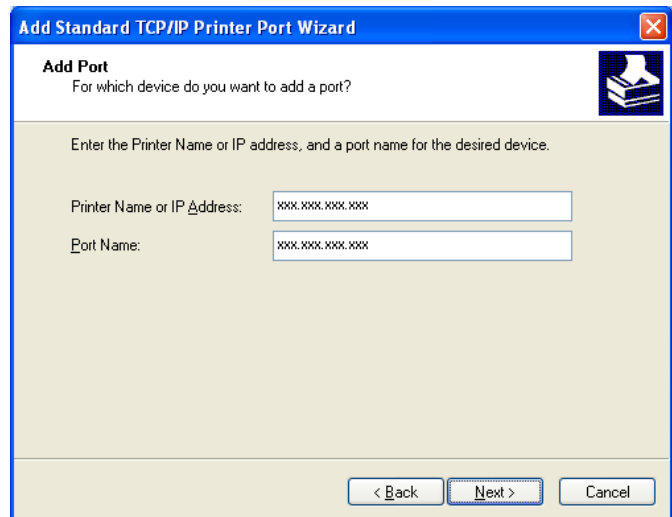 Add Standard TCP/IP Printer Port Wizard
Add Port
For which device do you want to add a port?
Enter the Printer Name or IP address, and a port name for the desired device.
Printer Name or IP Address: xxx.xxx.xxx.xxx
Port Name: xxx.xxx.xxx.xxx
< Back Next > Cancel